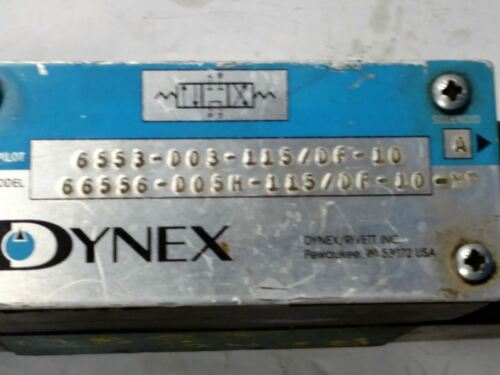 SOLENOID
A
PILOT 6553-D03-115/DF-10
MODEL 66556-D05H-115/DF-10-
DYNEX
DYNEX/RIVETT INC.
Pewaukee, WI 53072 USA